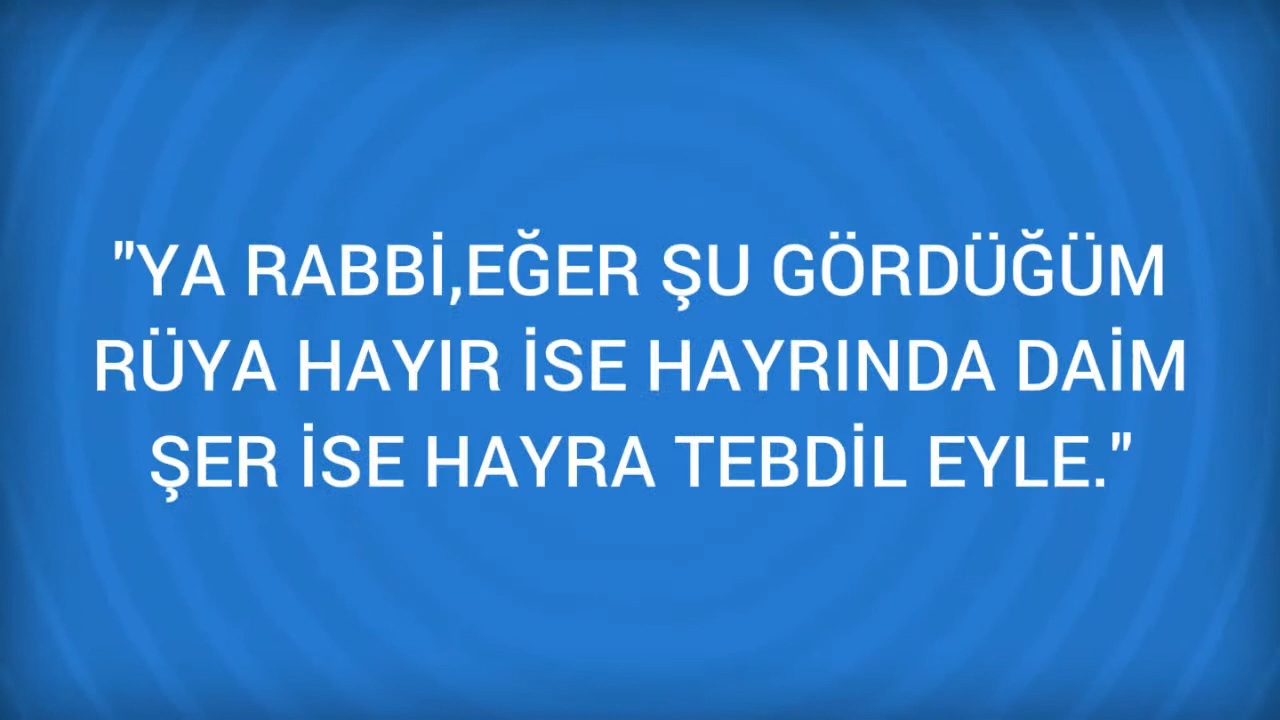 "YA RABBİ,EĞER ŞU GÖRDÜĞÜM
RÜYA HAYIR İSE HAYRINDA DAİM
ŞER İSE HAYRA TEBDİL EYLE."